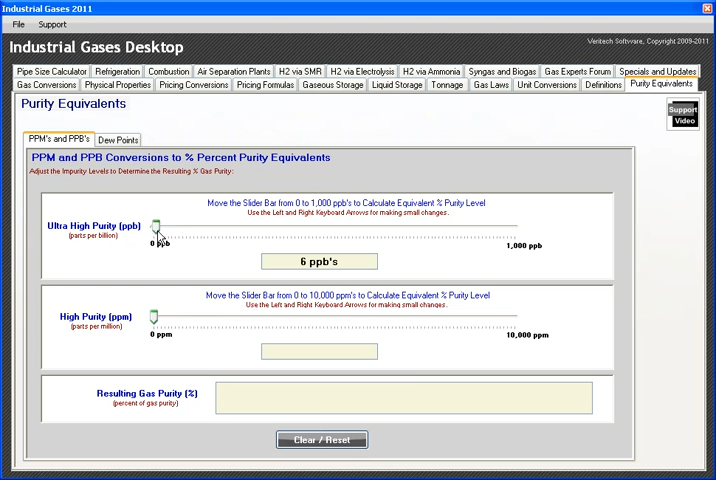 Industrial Gases 2011
File Support
Industrial Gases Desktop
Veritech Software, Copyright 2009-2011
Pipe Size Calculator Refrigeration Combustion Air Separation Plants H2 via SMR H2 via Electrolysis H2 via Ammonia Syngas and Biogas Gas Experts Forum Specials and Updates
Gas Conversions Physical Properties Pricing Conversions Pricing Formulas Gaseous Storage Liquid Storage Tonnage Gas Laws Unit Conversions Definitions Purity Equivalents
Purity Equivalents
Support
Video
PPM's and PPB's Dew Points
PPM and PPB Conversions to % Percent Purity Equivalents
Adjust the Impurity Levels to Determine the Resulting % Gas Purity:
Move the Slider Bar from 0 to 1,000 ppb's to Calculate Equivalent % Purity Level
Use the Left and Right Keyboard Arrows for making small changes.
Ultra High Purity (ppb)
(parts per billion)
0 ppb 1,000 ppb
6 ppb's
Move the Slider Bar from 0 to 10,000 ppm's to Calculate Equivalent % Purity Level
Use the Left and Right Keyboard Arrows for making small changes.
High Purity (ppm)
(parts per million)
0 ppm 10,000 ppm
Resulting Gas Purity (%)
(percent of gas purity)
Clear / Reset